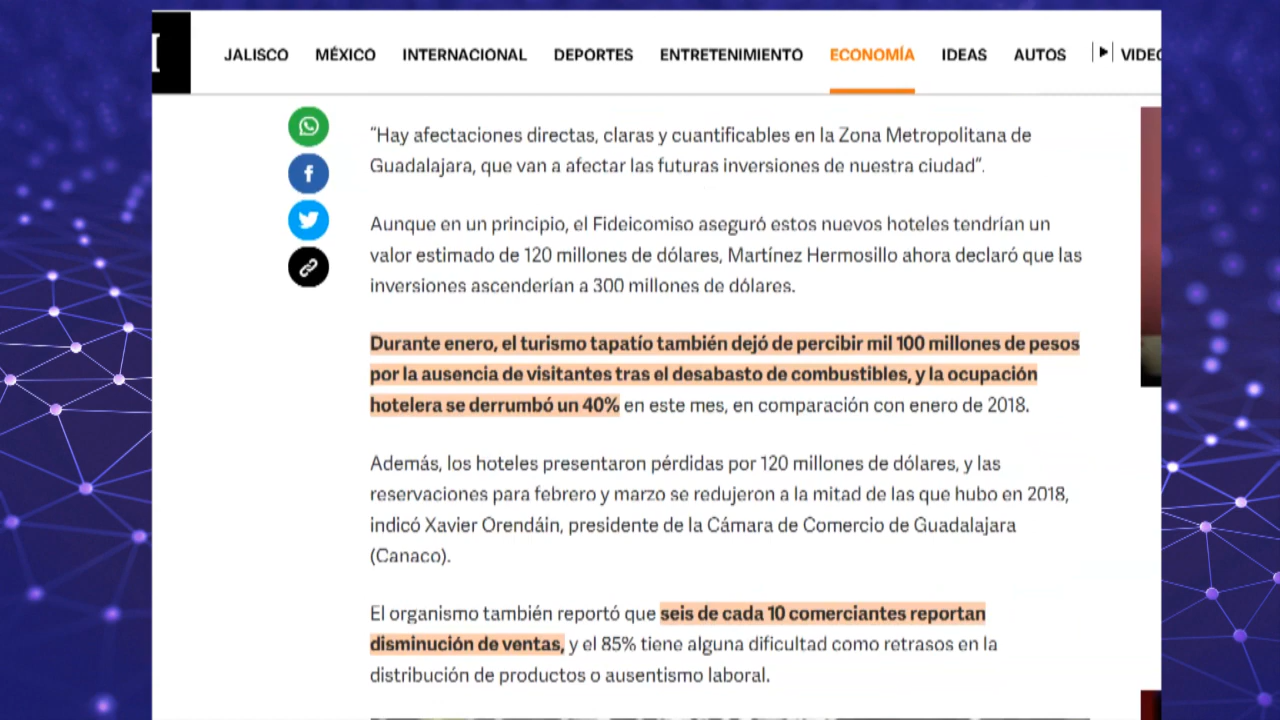 JALISCO MÉXICO INTERNACIONAL DEPORTES ENTRETENIMIENTO ECONOMÍA IDEAS AUTOS VIDEO
“Hay afectaciones directas, claras y cuantificables en la Zona Metropolitana de
Guadalajara, que van a afectar las futuras inversiones de nuestra ciudad”.
Aunque en un principio, el Fideicomiso aseguró estos nuevos hoteles tendrían un
valor estimado de 120 millones de dólares, Martínez Hermosillo ahora declaró que las
inversiones ascenderían a 300 millones de dólares.
Durante enero, el turismo tapatío también dejó de percibir mil 100 millones de pesos
por la ausencia de visitantes tras el desabasto de combustibles, y la ocupación
hotelera se derrumbó un 40% en este mes, en comparación con enero de 2018.
Además, los hoteles presentaron pérdidas por 120 millones de dólares, y las
reservaciones para febrero y marzo se redujeron a la mitad de las que hubo en 2018,
indicó Xavier Orendáin, presidente de la Cámara de Comercio de Guadalajara
(Canaco).
El organismo también reportó que seis de cada 10 comerciantes reportan
disminución de ventas, y el 85% tiene alguna dificultad como retrasos en la
distribución de productos o ausentismo laboral.